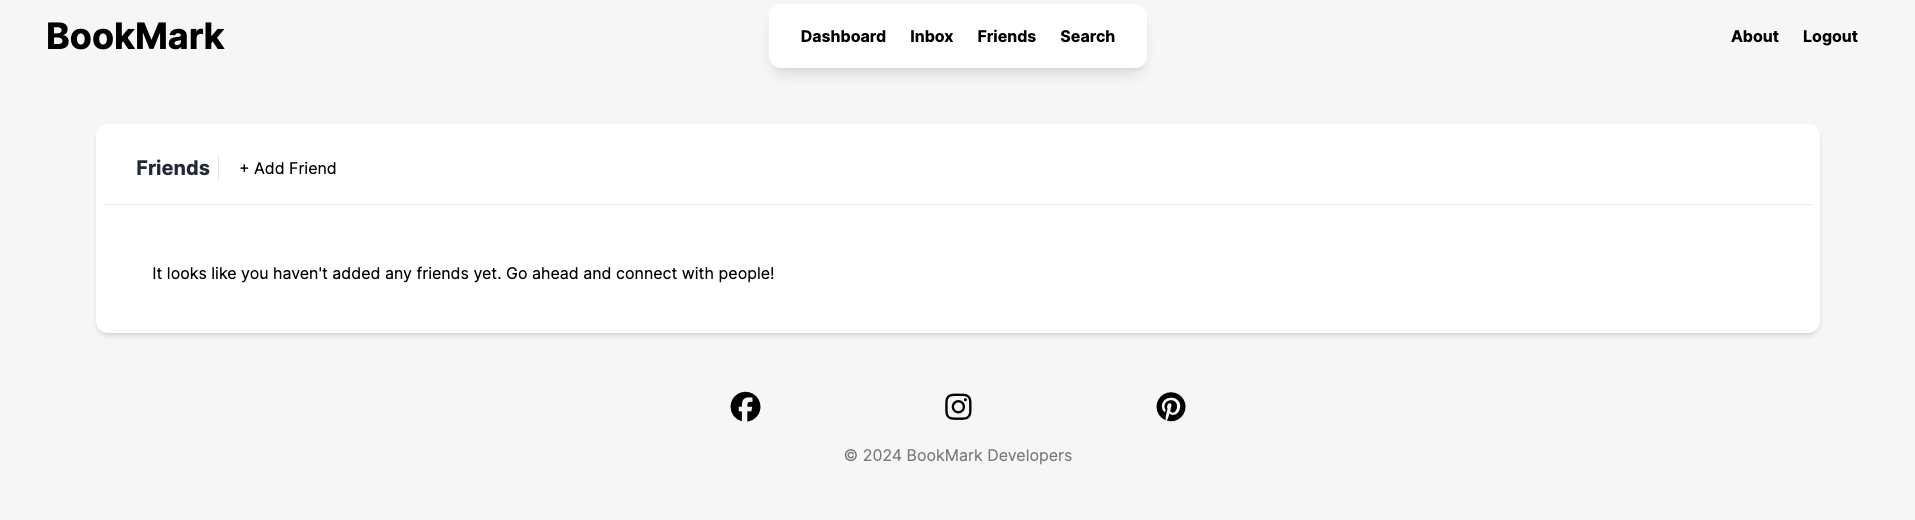 BookMark
Dashboard Inbox Friends Search
About Logout
Friends
+ Add Friend
It looks like you haven't added any friends yet. Go ahead and connect with people!
© 2024 BookMark Developers